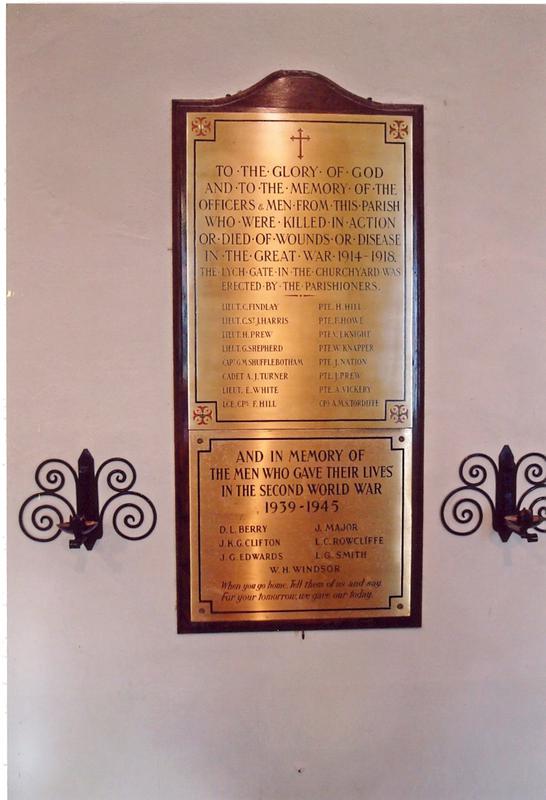 TO·THE·GLORY·OF·GOD
AND·TO·THE·MEMORY·OF·THE
OFFICERS & MEN·FROM·THIS·PARISH
WHO·WERE·KILLED·IN·ACTION
OR·DIED·OF·WOUNDS·OR·DISEASE
IN·THE·GREAT·WAR·1914-1918.
THE·LYCH·GATE·IN·THE·CHURCHYARD·WAS
ERECTED·BY·THE·PARISHIONERS.
LIEUT. C. FINDLAY PTE. H. HILL
LIEUT. C. ST. J. HARRIS PTE. F. HOWE
LIEUT. H. PREW PTE. V. J. KNIGHT
LIEUT. G. SHEPHERD PTE. W. KNAPPER
CAPT. G. M. SHUFFLEBOTHAM PTE. J. NATION
CADET A. J. TURNER PTE. J. PREW
LIEUT. E. WHITE PTE. A. VICKERY
LCE. CPL. F. HILL CPL. A.M.S. TORDIFFE
AND IN MEMORY OF
THE MEN WHO GAVE THEIR LIVES
IN THE SECOND WORLD WAR
1939-1945
D. L. BERRY J. MAJOR
J. K. G. CLIFTON L. C. ROWCLIFFE
J. G. EDWARDS L. G. SMITH
W. H. WINDSOR
When you go home, Tell them of us and say,
For your tomorrow, we gave our today.